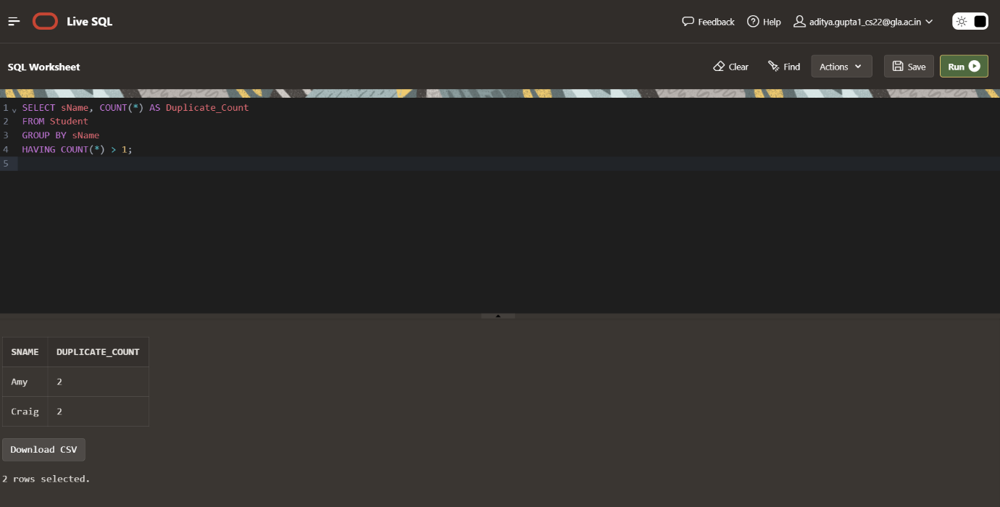 Live SQL
Feedback
Help
aditya.gupta1_cs22@gla.ac.in
SQL Worksheet
Clear
Find
Actions
Save
Run
1 SELECT sName, COUNT(*) AS Duplicate_Count
2 FROM Student
3 GROUP BY sName
4 HAVING COUNT(*) > 1;
5
SNAME DUPLICATE_COUNT
Amy 2
Craig 2
Download CSV
2 rows selected.